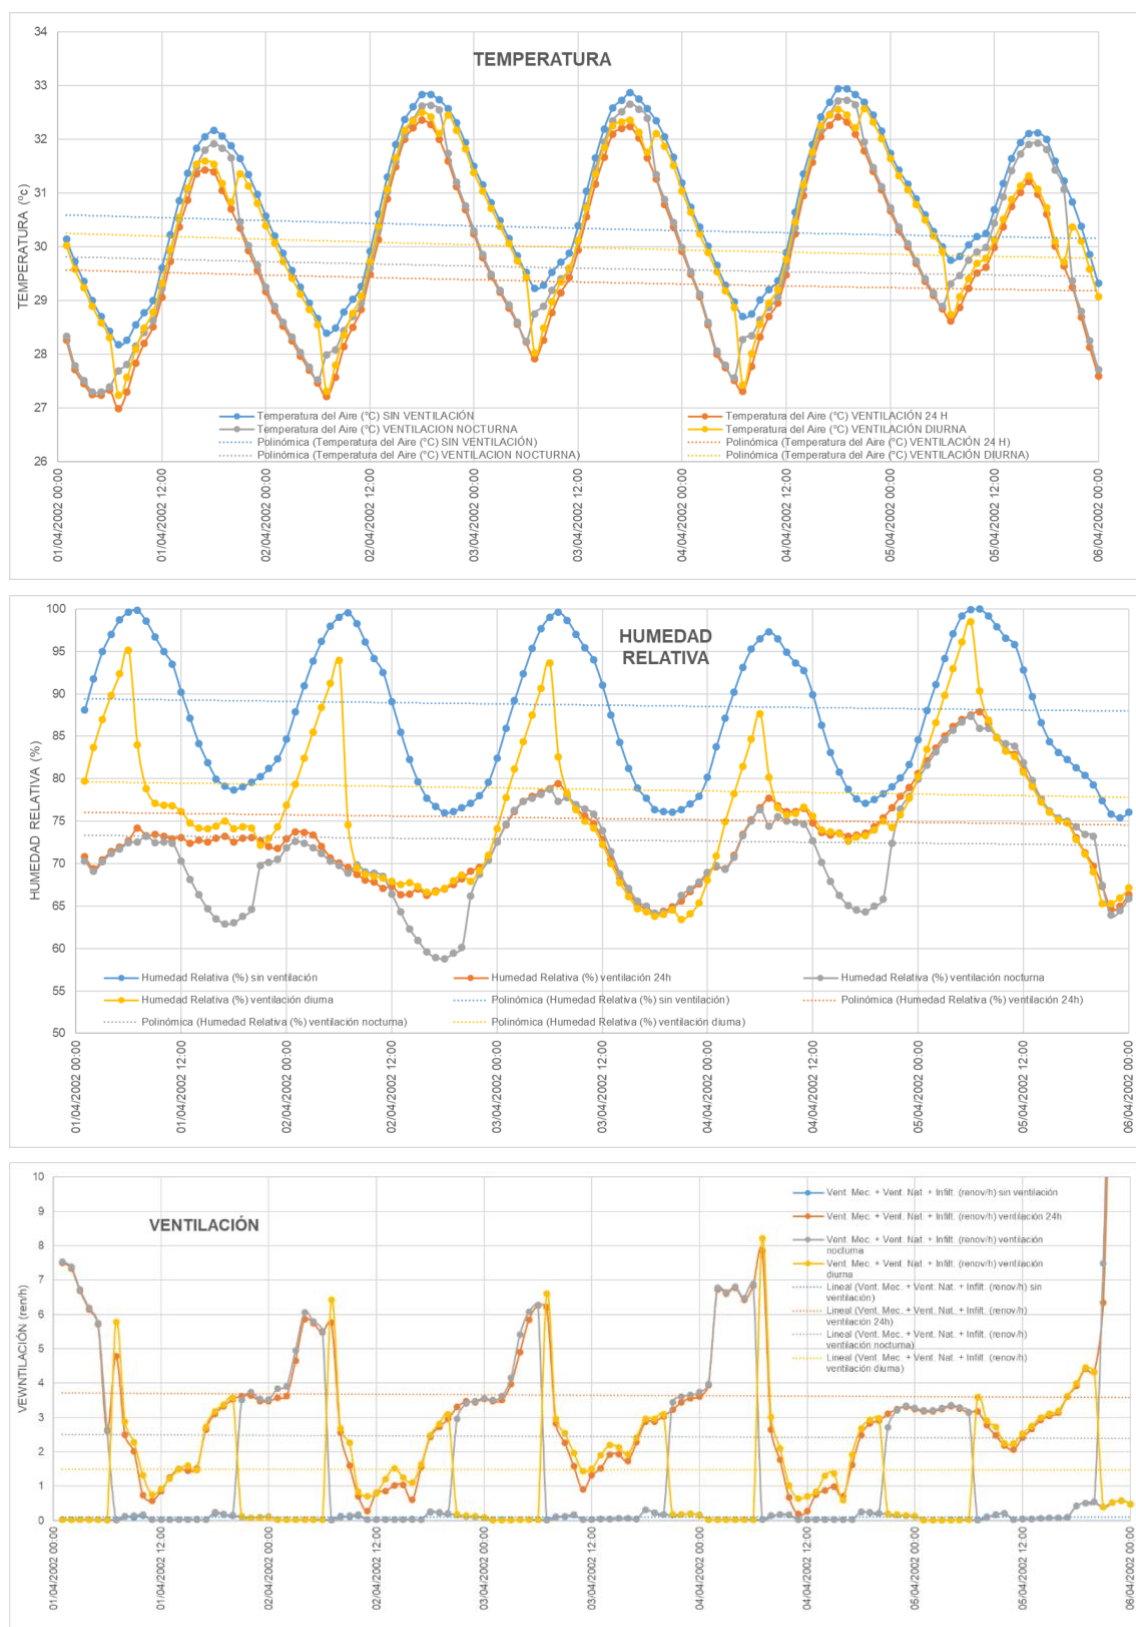 TEMPERATURA
34
33
32
31
30
29
28
27
26
TEMPERATURA (ºc)
Temperatura del Aire (°C) SIN VENTILACIÓN
Temperatura del Aire (°C) VENTILACIÓN 24 H
Temperatura del Aire (°C) VENTILACION NOCTURNA
Temperatura del Aire (°C) VENTILACIÓN DIURNA
Polinómica (Temperatura del Aire (°C) SIN VENTILACIÓN)
Polinómica (Temperatura del Aire (°C) VENTILACIÓN 24 H)
Polinómica (Temperatura del Aire (°C) VENTILACION NOCTURNA)
Polinómica (Temperatura del Aire (°C) VENTILACIÓN DIURNA)
01/04/2002 00:00
01/04/2002 12:00
02/04/2002 00:00
02/04/2002 12:00
03/04/2002 00:00
03/04/2002 12:00
04/04/2002 00:00
04/04/2002 12:00
05/04/2002 00:00
05/04/2002 12:00
06/04/2002 00:00
HUMEDAD
RELATIVA
100
95
90
85
80
75
70
65
60
55
50
HUMEDAD RELATIVA (%)
Humedad Relativa (%) sin ventilación
Humedad Relativa (%) ventilación 24h
Humedad Relativa (%) ventilación nocturna
Humedad Relativa (%) ventilación diurna
Polinómica (Humedad Relativa (%) sin ventilación)
Polinómica (Humedad Relativa (%) ventilación 24h)
Polinómica (Humedad Relativa (%) ventilación nocturna)
Polinómica (Humedad Relativa (%) ventilación diurna)
01/04/2002 00:00
01/04/2002 12:00
02/04/2002 00:00
02/04/2002 12:00
03/04/2002 00:00
03/04/2002 12:00
04/04/2002 00:00
04/04/2002 12:00
05/04/2002 00:00
05/04/2002 12:00
06/04/2002 00:00
VENTILACIÓN
10
9
8
7
6
5
4
3
2
1
0
VEWNTILACIÓN (ren/h)
Vent. Mec. + Vent. Nat. + Infilt. (renov/h) sin ventilación
Vent. Mec. + Vent. Nat. + Infilt. (renov/h) ventilación 24h
Vent. Mec. + Vent. Nat. + Infilt. (renov/h) ventilación
nocturna
Vent. Mec. + Vent. Nat. + Infilt. (renov/h) ventilación
diurna
Lineal (Vent. Mec. + Vent. Nat. + Infilt. (renov/h) sin
ventilación)
Lineal (Vent. Mec. + Vent. Nat. + Infilt. (renov/h)
ventilación 24h)
Lineal (Vent. Mec. + Vent. Nat. + Infilt. (renov/h)
ventilación nocturna)
Lineal (Vent. Mec. + Vent. Nat. + Infilt. (renov/h)
ventilación diurna)
01/04/2002 00:00
01/04/2002 12:00
02/04/2002 00:00
02/04/2002 12:00
03/04/2002 00:00
03/04/2002 12:00
04/04/2002 00:00
04/04/2002 12:00
05/04/2002 00:00
05/04/2002 12:00
06/04/2002 00:00